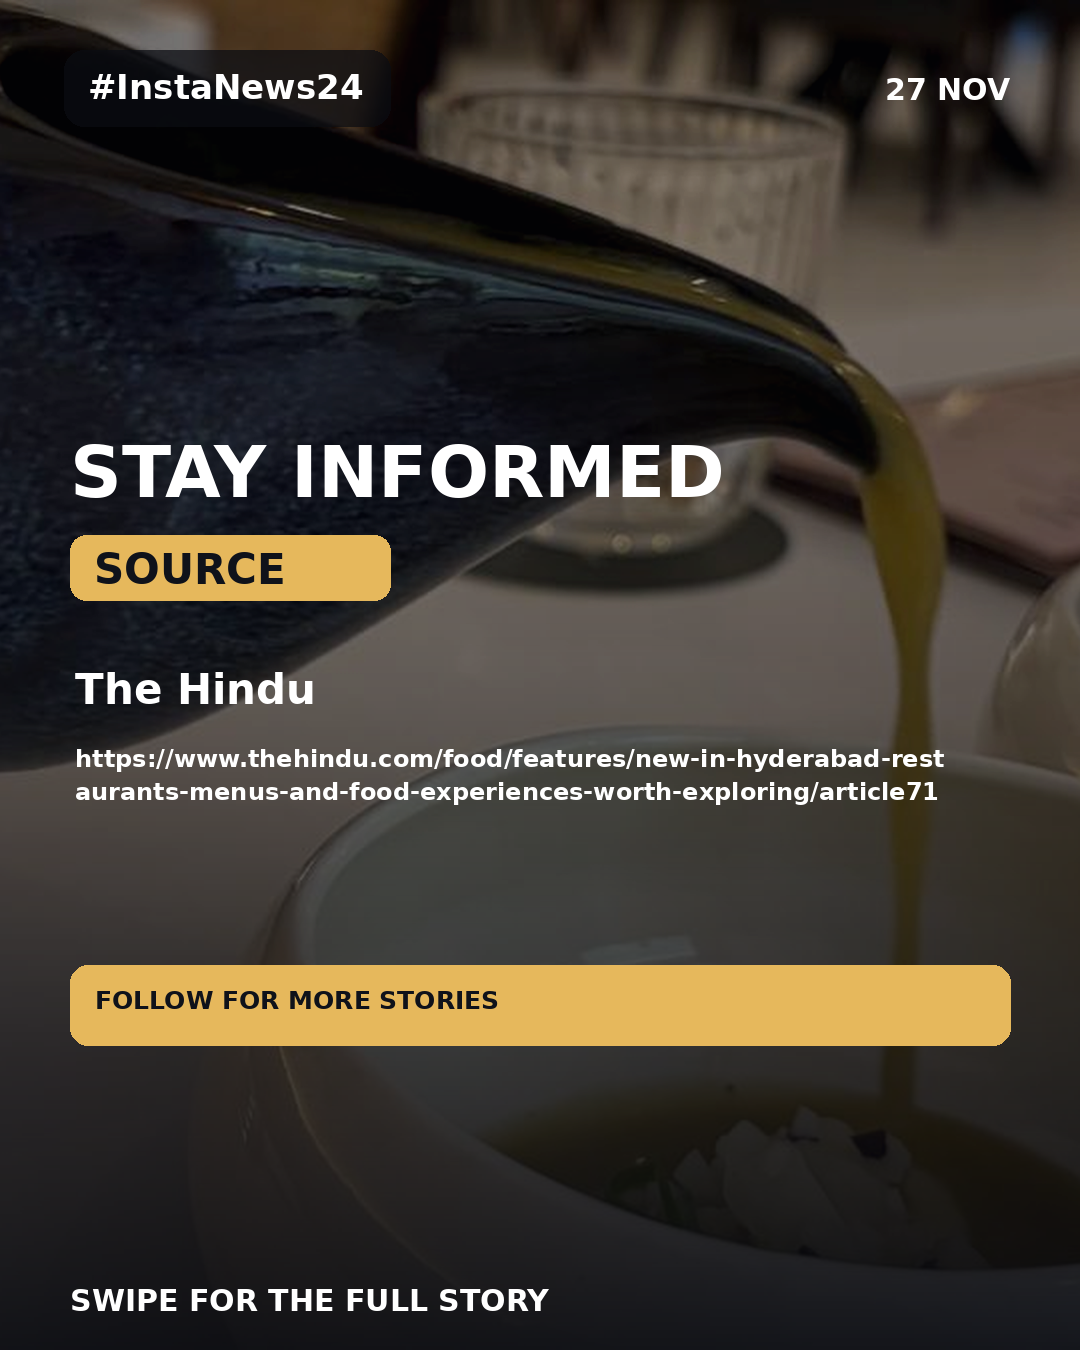 #InstaNews24
27 NOV
STAY INFORMED
SOURCE
The Hindu
https://www.thehindu.com/food/features/new-in-hyderabad-rest
aurants-menus-and-food-experiences-worth-exploring/article71
FOLLOW FOR MORE STORIES
SWIPE FOR THE FULL STORY